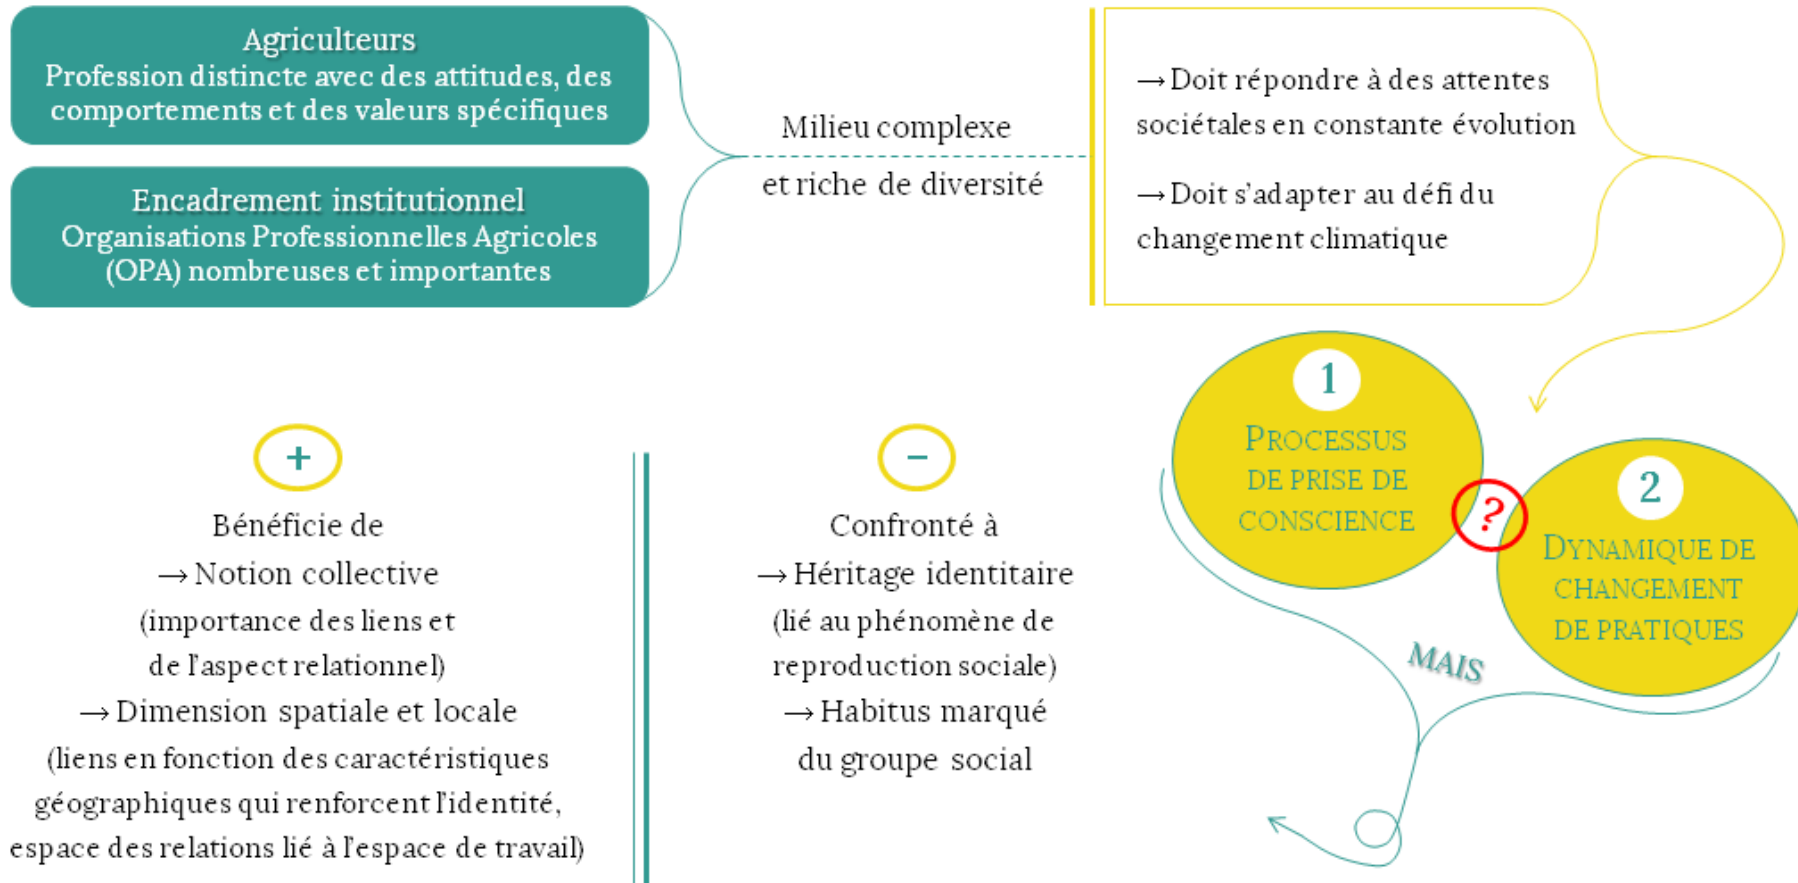 Agriculteurs
Profession distincte avec des attitudes, des
comportements et des valeurs spécifiques
Encadrement institutionnel
Organisations Professionnelles Agricoles
(OPA) nombreuses et importantes
Milieu complexe
et riche de diversité
→ Doit répondre à des attentes
sociétales en constante évolution
→ Doit s'adapter au défi du
changement climatique
1
PROCESSUS
DE PRISE DE
CONSCIENCE
?
2
DYNAMIQUE DE
CHANGEMENT
DE PRATIQUES
MAIS
+
Bénéficie de
→ Notion collective
(importance des liens et
de l'aspect relationnel)
→ Dimension spatiale et locale
(liens en fonction des caractéristiques
géographiques qui renforcent l'identité,
espace des relations lié à l'espace de travail)
-
Confronté à
→ Héritage identitaire
(lié au phénomène de
reproduction sociale)
→ Habitus marqué
du groupe social